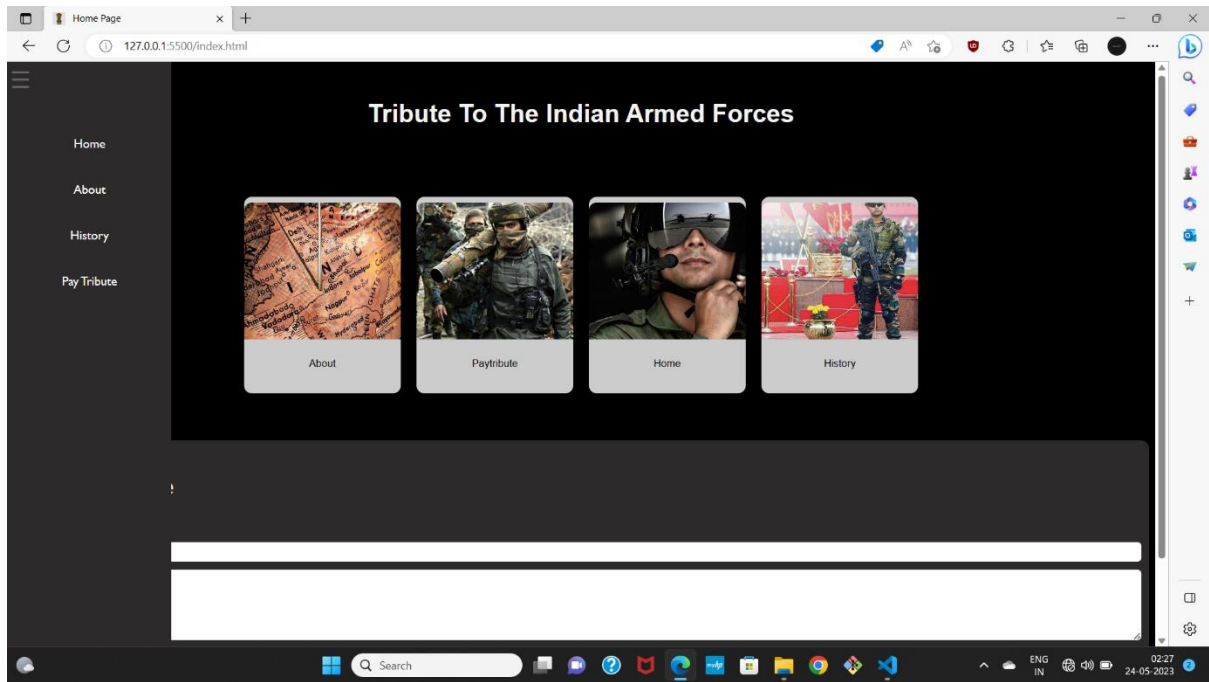 Home Page
127.0.0.1:5500/index.html
Tribute To The Indian Armed Forces
Home
About
History
Pay Tribute
About
Paytribute
Home
History
e
Search
ENG
IN
02:27
24-05-2023
2